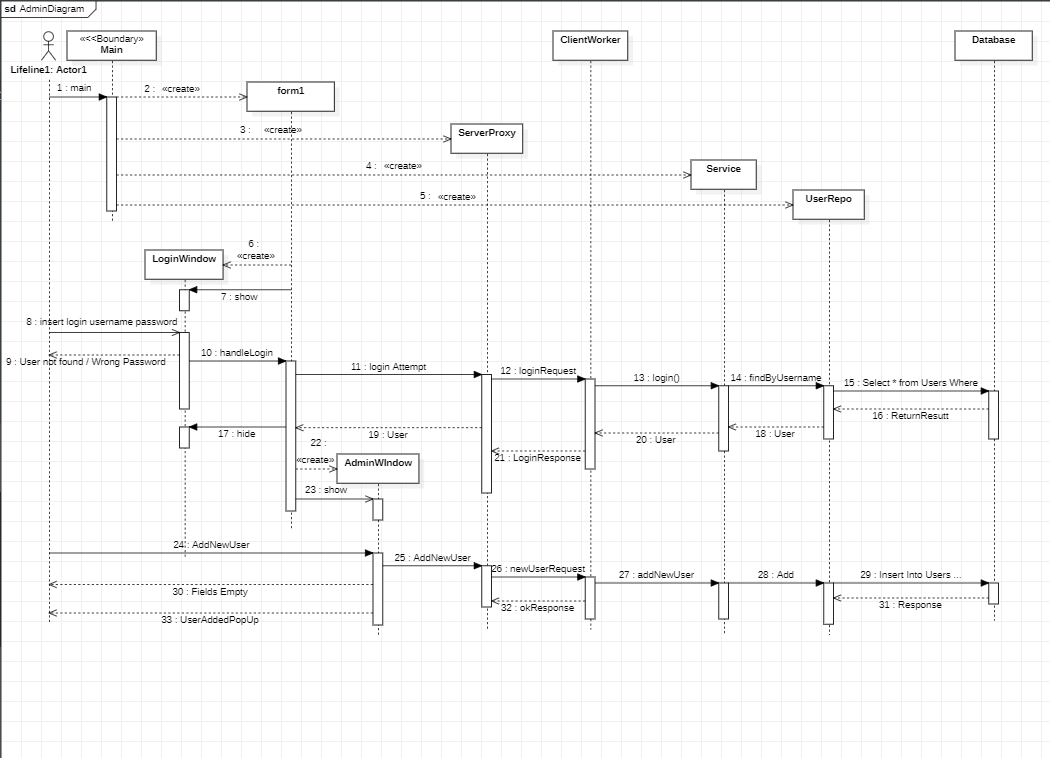 sd AdminDiagram
«<<Boundary»
Main
ClientWorker
Database
Lifeline1: Actor1
1 : main
2 : «create»
form1
3 : «create»
ServerProxy
4 : «create»
Service
5 : «create»
UserRepo
6 :
«create»
LoginWindow
7 : show
8 : insert login username password
9 : User not found / Wrong Password
10 : handleLogin
11 : login Attempt
12 : loginRequest
13 : login()
14 : findByUsername
15 : Select * from Users Where
16 : ReturnResutt
17 : hide
18 : User
19 : User
20 : User
21 : LoginResponse
22 :
«create»
AdminWIndow
23 : show
24 : AddNewUser
25 : AddNewUser
26 : newUserRequest
27 : addNewUser
28 : Add
29 : Insert Into Users ...
30 : Fields Empty
31 : Response
32 : okResponse
33 : UserAddedPopUp